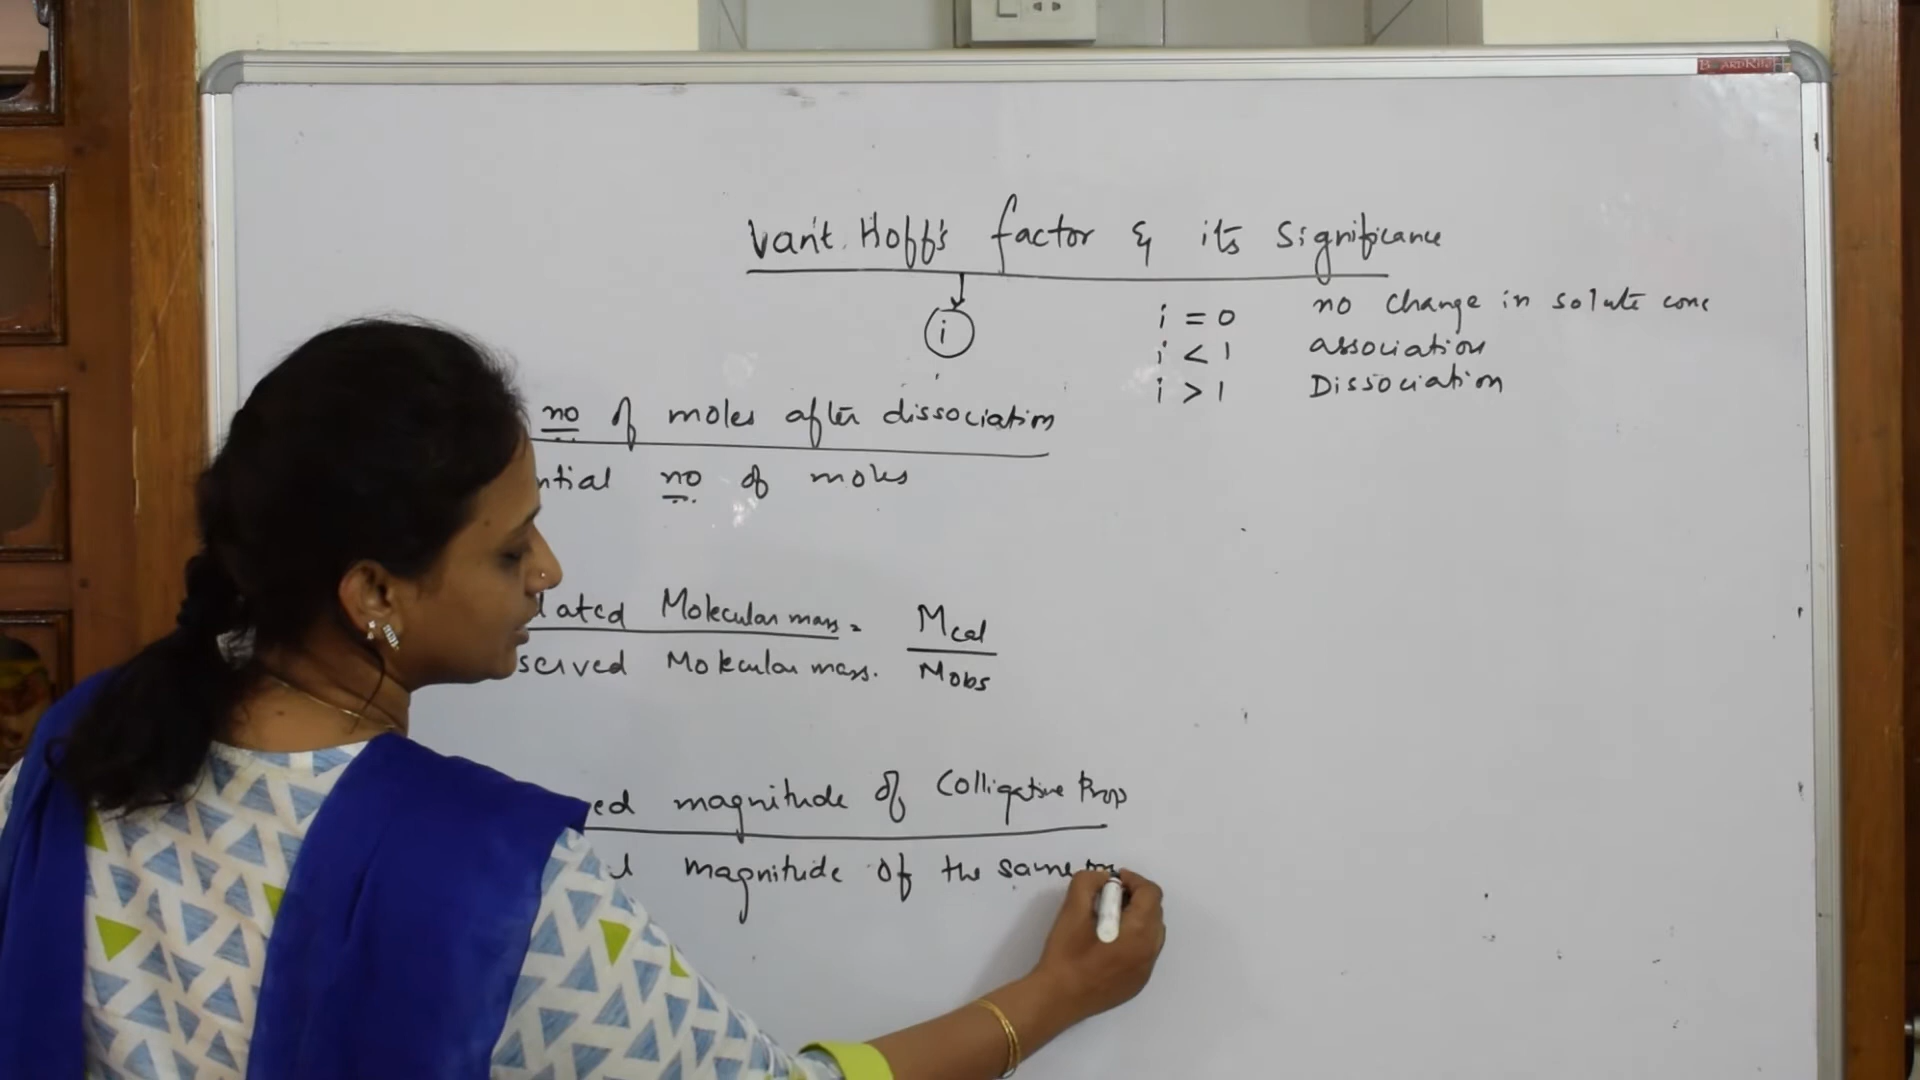 Van't Hoff's factor & its Significance
i
i = 0 no change in solute conc
i < 1 association
i > 1 Dissociation
no of moles after dissociation
ntial no of moles
lated Molecular mass = Mcal
served Molecular mass. Mobs
ed magnitude of Colligative Prop
l magnitude of the same